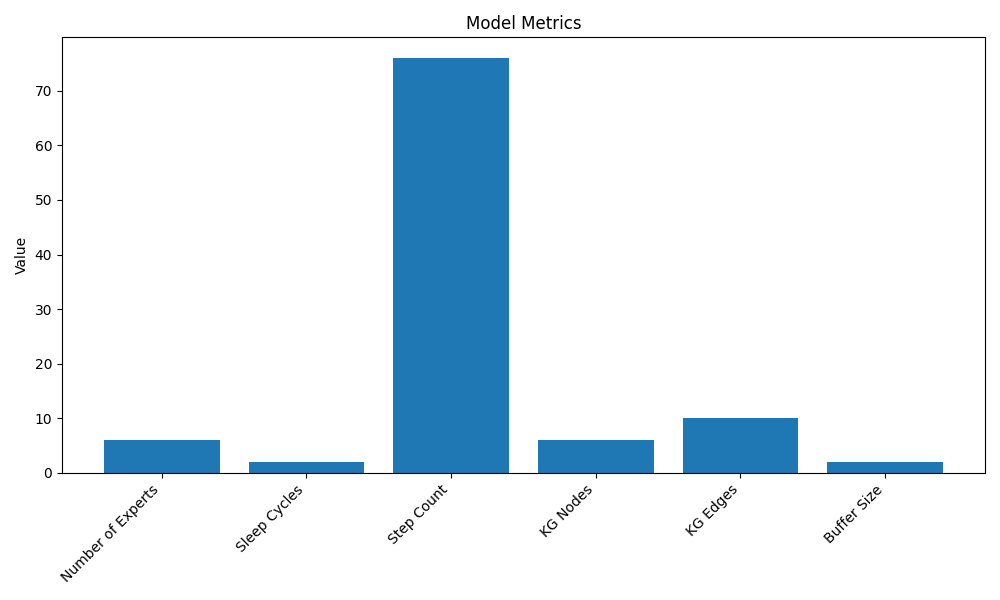 Model Metrics
Value
70
60
50
40
30
20
10
0
Number of Experts
Sleep Cycles
Step Count
KG Nodes
KG Edges
Buffer Size